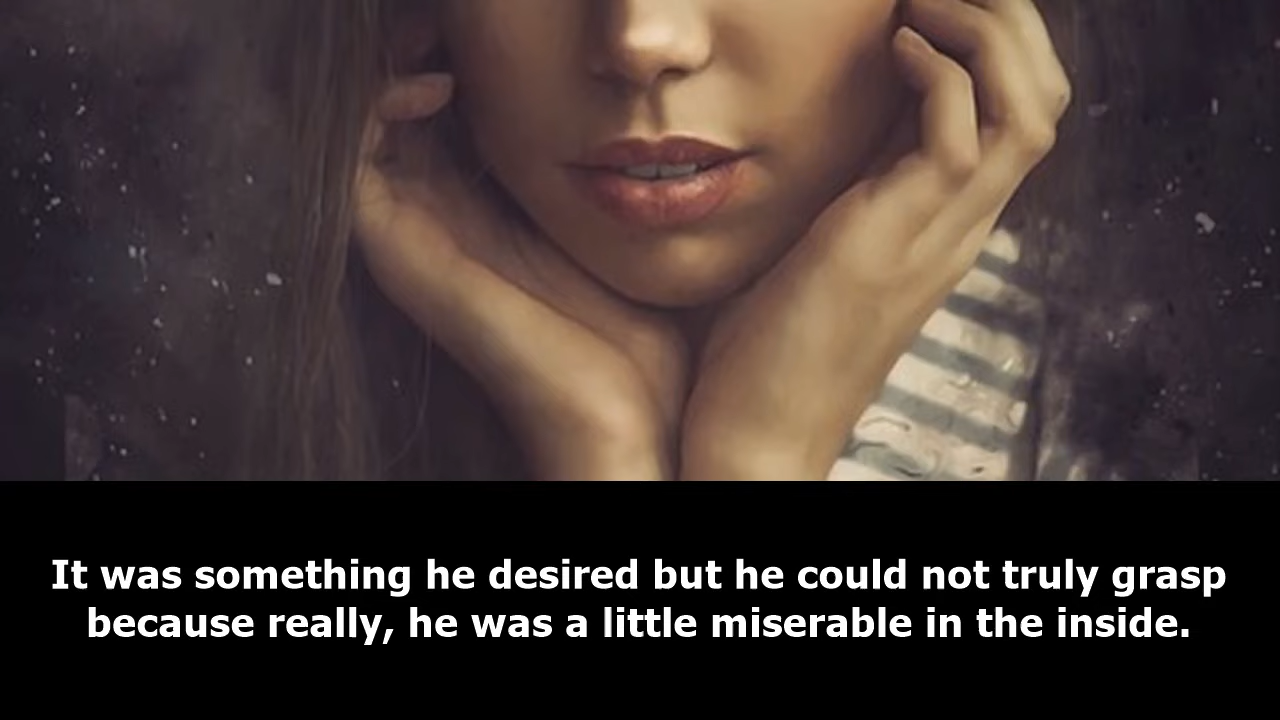 It was something he desired but he could not truly grasp
because really, he was a little miserable in the inside.